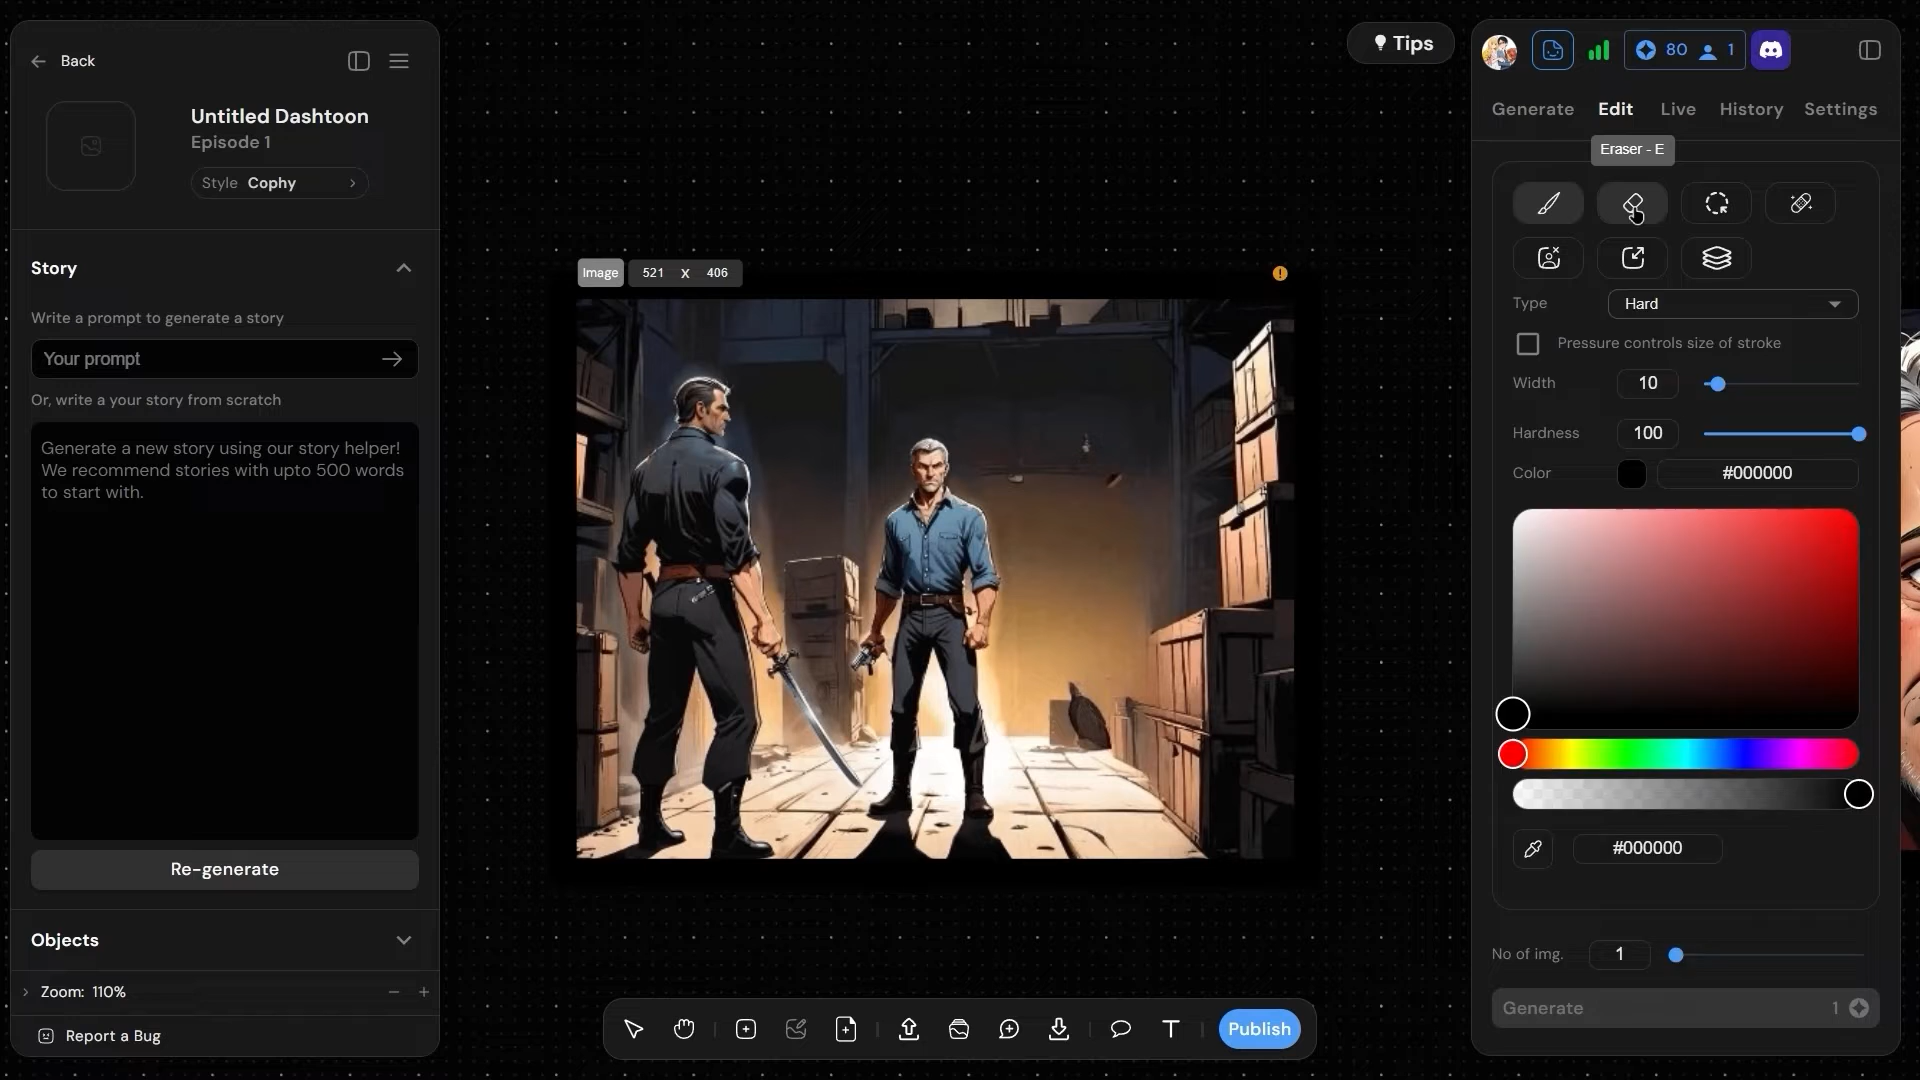 Back
Untitled Dashtoon
Episode 1
Style Cophy
Story
Write a prompt to generate a story
Your prompt
Or, write a your story from scratch
Generate a new story using our story helper!
We recommend stories with upto 500 words
to start with.
Re-generate
Objects
Zoom: 110%
Report a Bug
Image 521 X 406
Tips
Publish
80 1
Generate Edit Live History Settings
Eraser - E
Type Hard
Pressure controls size of stroke
Width 10
Hardness 100
Color #000000
#000000
No of img. 1
Generate 1